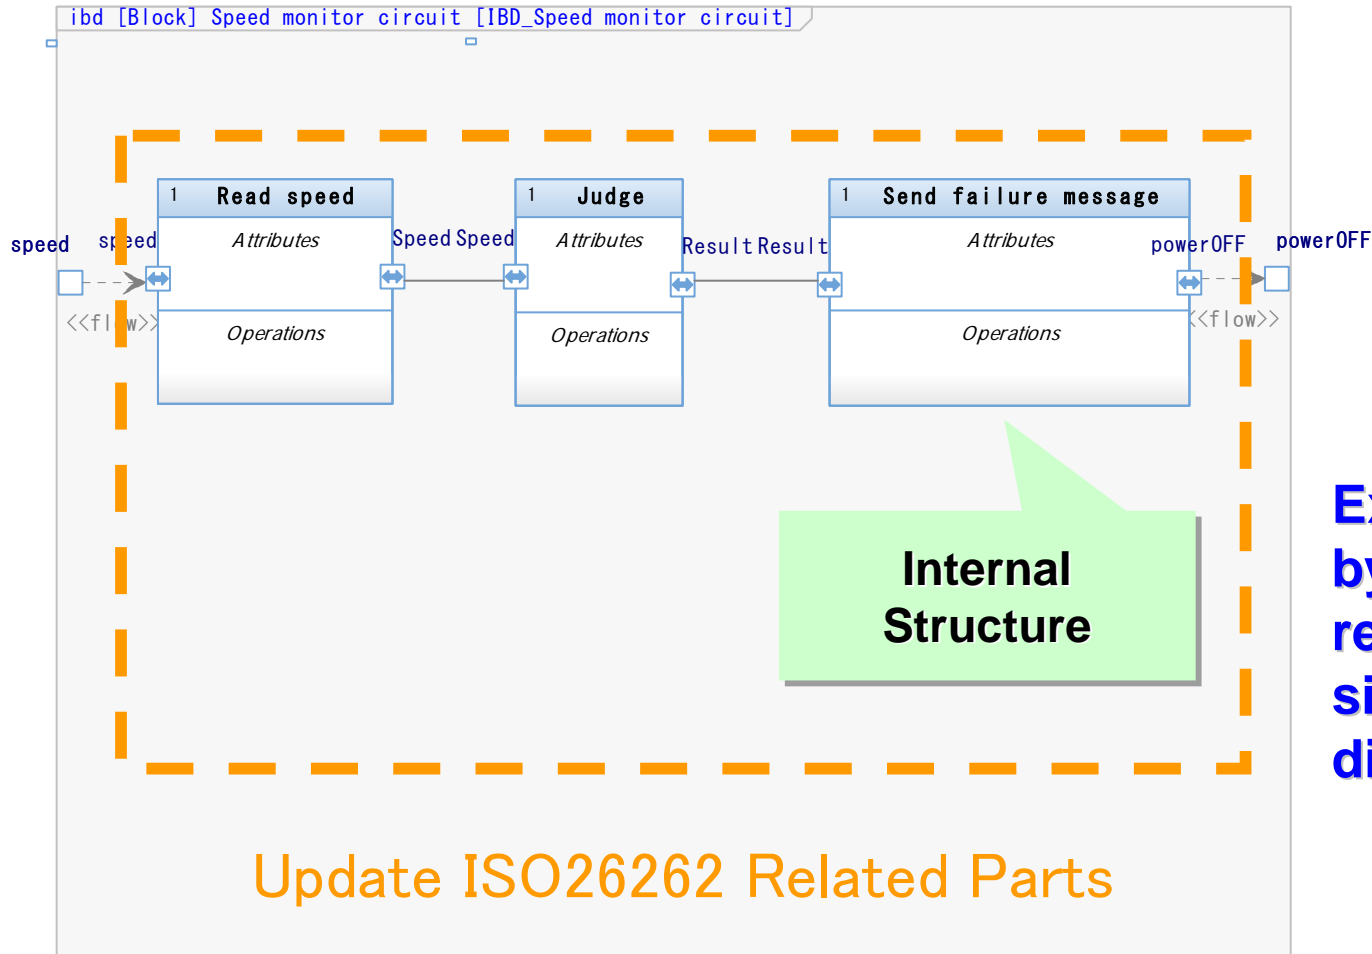 ibd [Block] Speed monitor circuit [IBD_Speed monitor circuit]
1 Read speed
1 Judge
1 Send failure message
speed
speed
Attributes
Speed Speed
Attributes
Result Result
Attributes
powerOFF
powerOFF
<<flow>>
Operations
Operations
Operations
<<flow>>
Internal
Structure
Update ISO26262 Related Parts